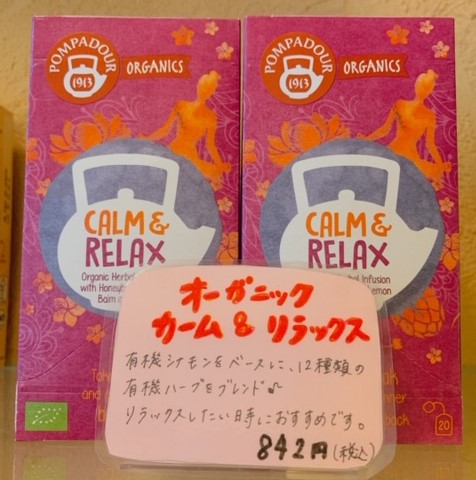 POMPADOUR
1913
ORGANICS
CALM &
RELAX
Organic Herbal
with Honeyb
Balm
POMPADOUR
1913
ORGANICS
CALM &
RELAX
Infusion
emon
20
オーガニック
カーム & リラックス
有機シナモンをベースに、12種類の
有機ハーブをブレンド♪
リラックスしたい時におすすめです。
842円(税込)